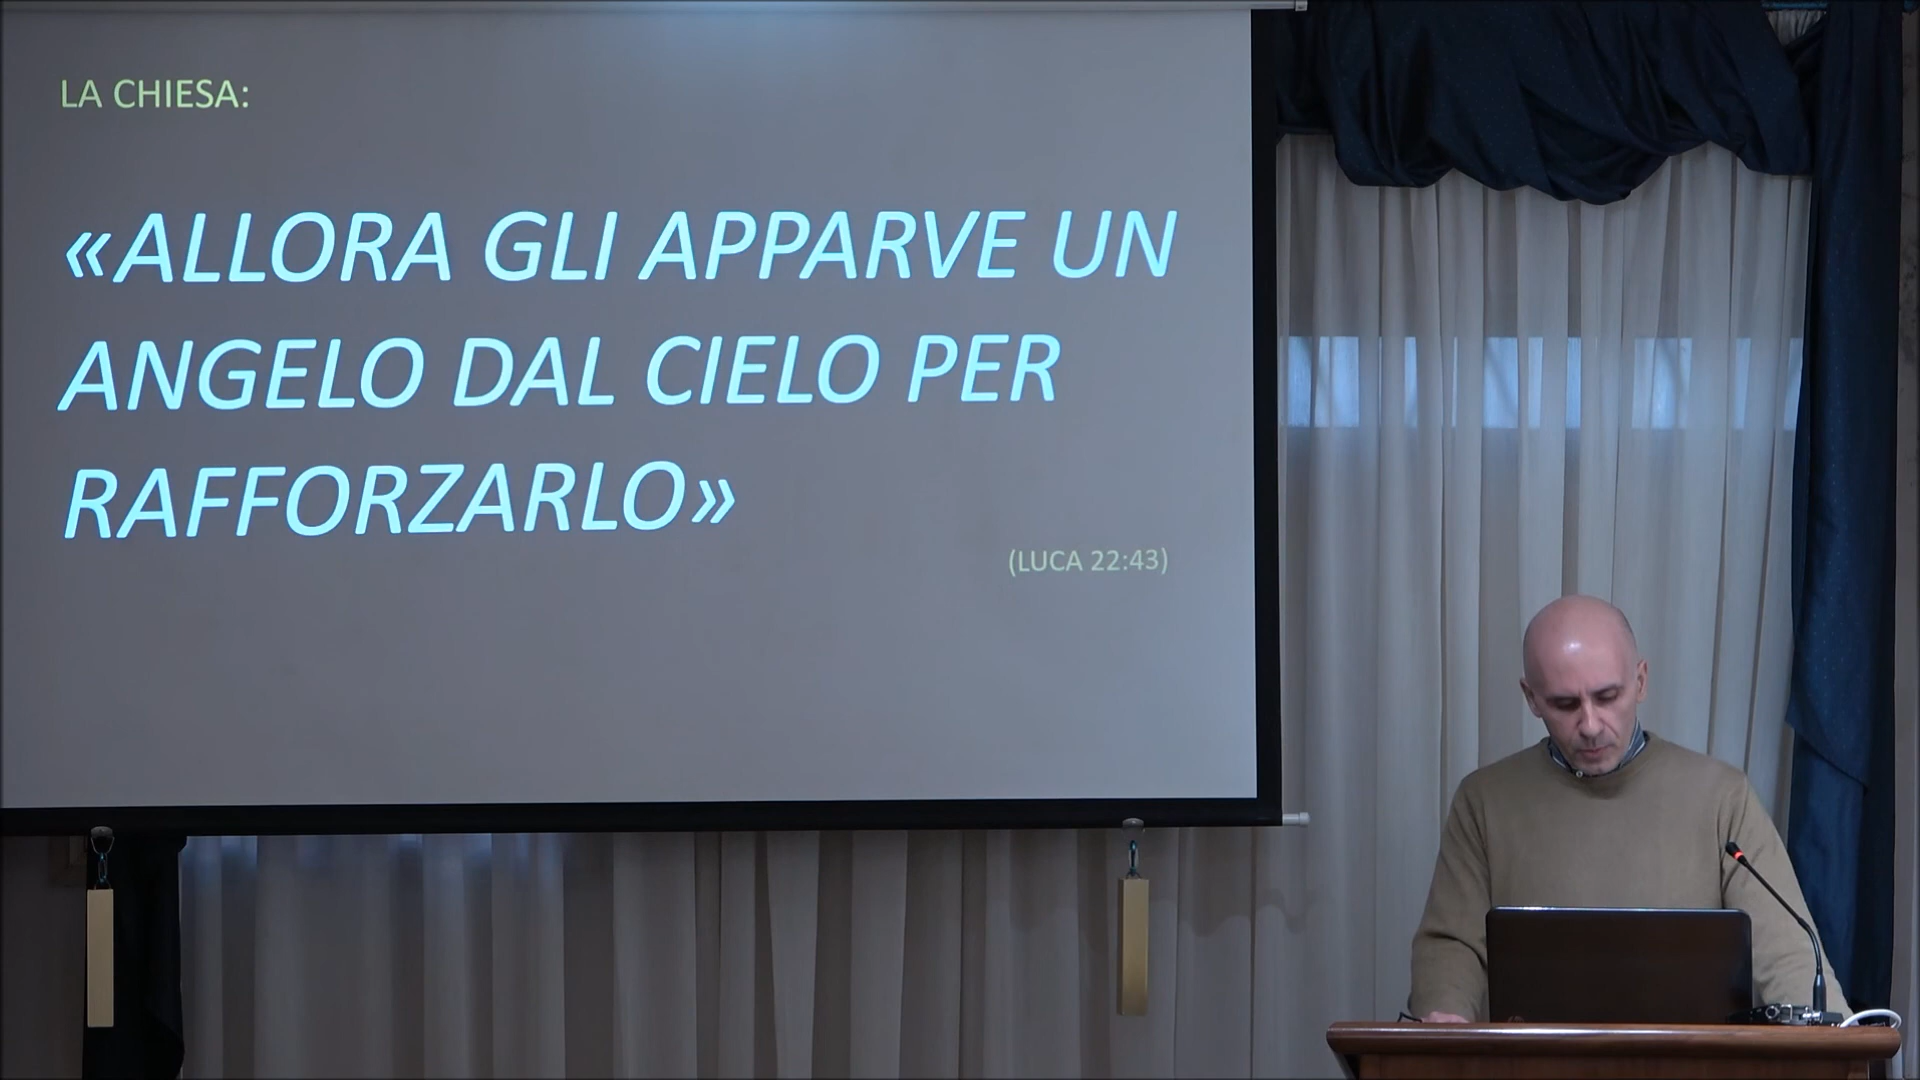 LA CHIESA:
«ALLORA GLI APPARVE UN
ANGELO DAL CIELO PER
RAFFORZARLO»
(LUCA 22:43)